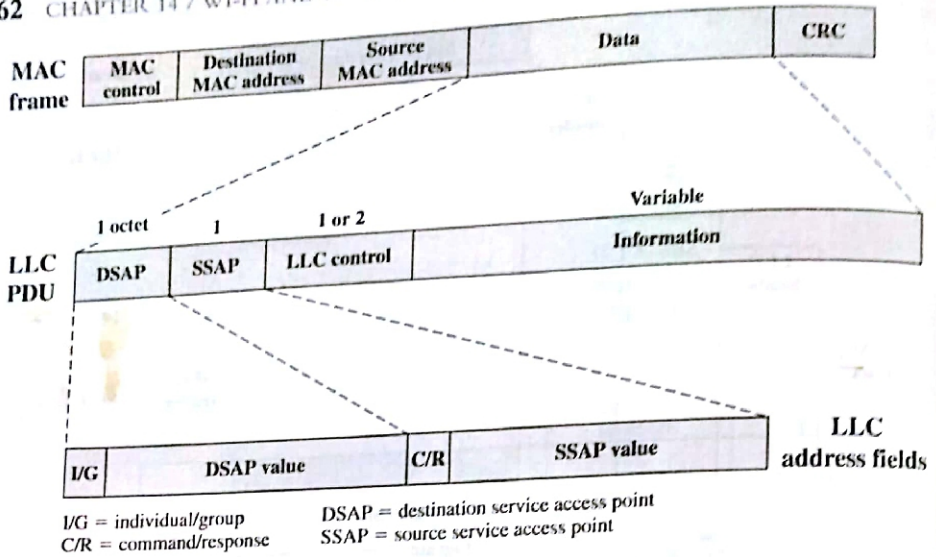 62 CHAPTER 14 /
MAC frame
MAC control
Destination MAC address
Source MAC address
Data
CRC
1 octet
1
1 or 2
Variable
LLC PDU
DSAP
SSAP
LLC control
Information
I/G
DSAP value
C/R
SSAP value
LLC address fields
I/G = individual/group
C/R = command/response
DSAP = destination service access point
SSAP = source service access point